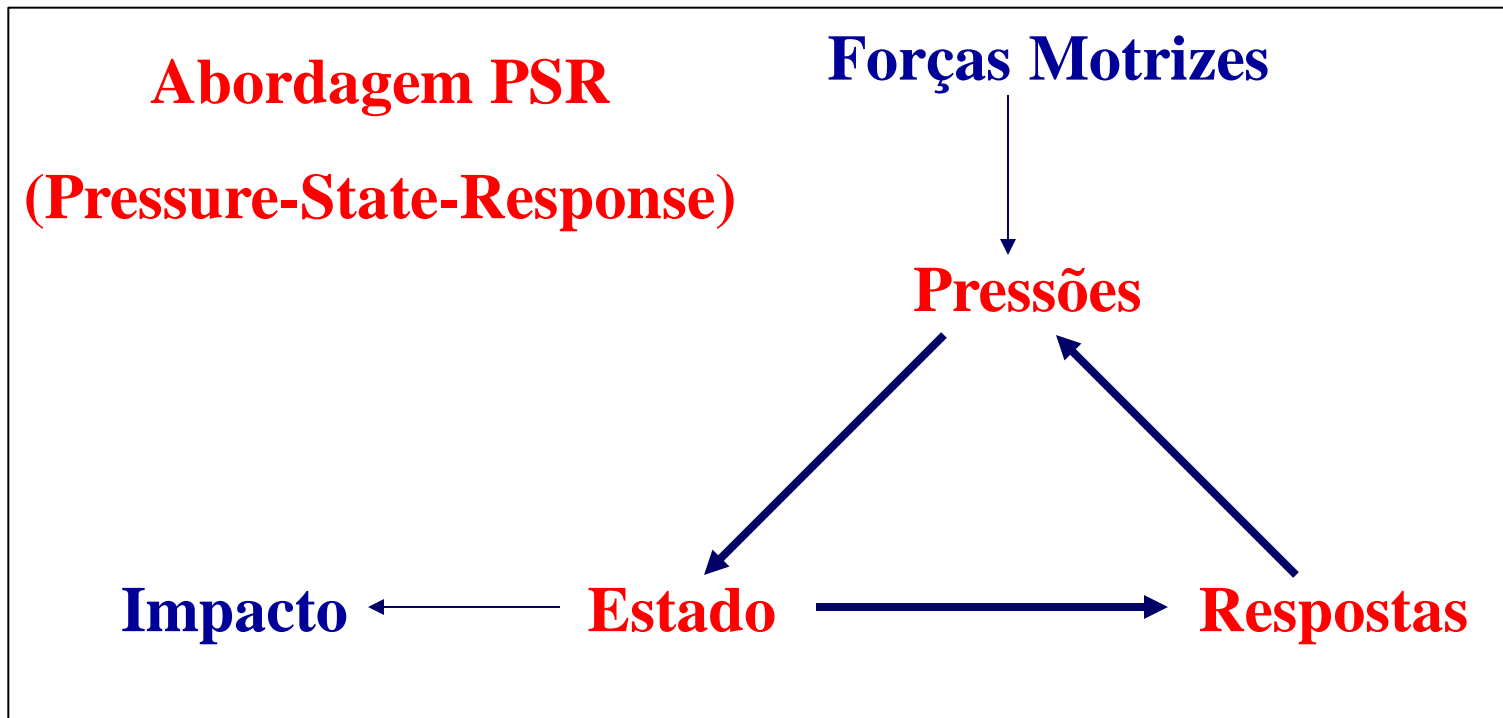 Abordagem PSR
(Pressure-State-Response)
Forças Motrizes
Pressões
Impacto
Estado
Respostas